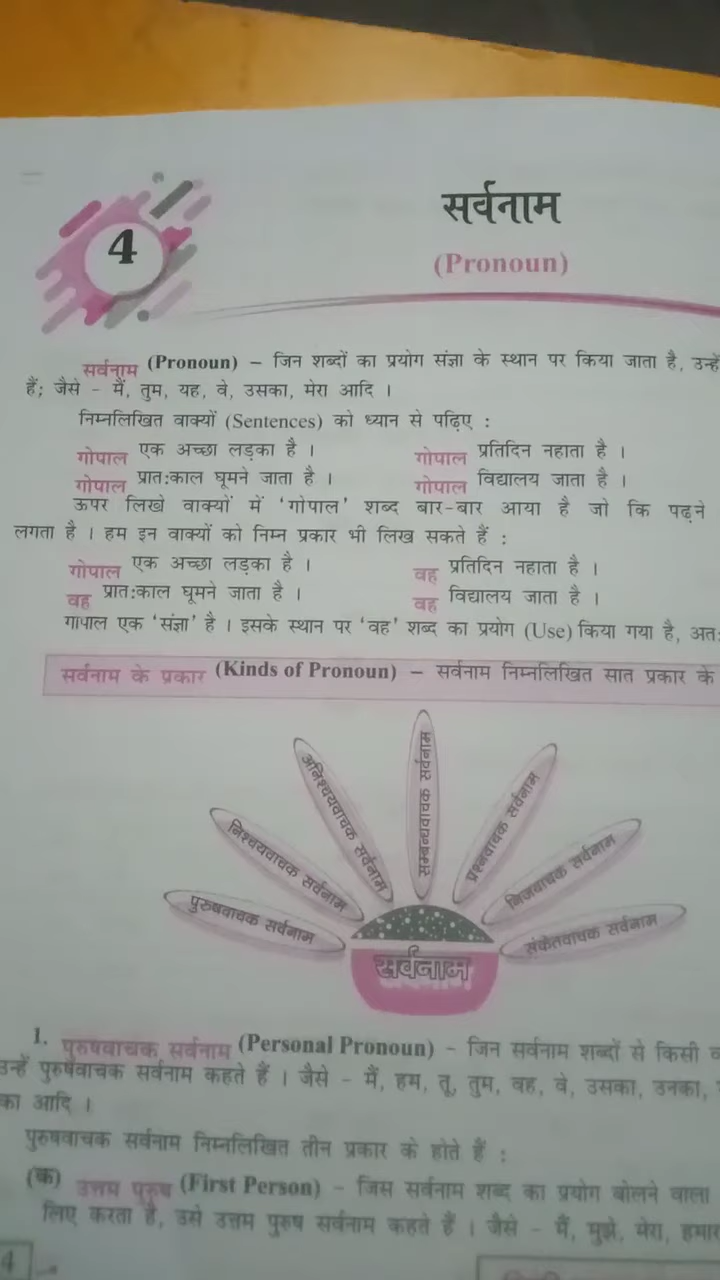 4
सर्वनाम
(Pronoun)
सर्वनाम (Pronoun) – जिन शब्दों का प्रयोग संज्ञा के स्थान पर किया जाता है, उन्हें
हैं; जैसे – मैं, तुम, यह, वे, उसका, मेरा आदि ।
निम्नलिखित वाक्यों (Sentences) को ध्यान से पढ़िए :
गोपाल एक अच्छा लड़का है । गोपाल प्रतिदिन नहाता है ।
गोपाल प्रात:काल घूमने जाता है । गोपाल विद्यालय जाता है ।
ऊपर लिखे वाक्यों में 'गोपाल' शब्द बार-बार आया है जो कि पढ़ने
लगता है । हम इन वाक्यों को निम्न प्रकार भी लिख सकते हैं :
गोपाल एक अच्छा लड़का है । वह प्रतिदिन नहाता है ।
वह प्रात:काल घूमने जाता है । वह विद्यालय जाता है ।
गोपाल एक 'संज्ञा' है । इसके स्थान पर 'वह' शब्द का प्रयोग (Use) किया गया है, अत:
सर्वनाम के प्रकार (Kinds of Pronoun) – सर्वनाम निम्नलिखित सात प्रकार के
पुरुषवाचक सर्वनाम
निश्चयवाचक सर्वनाम
अनिश्चयवाचक सर्वनाम
सम्बन्धवाचक सर्वनाम
प्रश्नवाचक सर्वनाम
निजवाचक सर्वनाम
संकेतवाचक सर्वनाम
सर्वनाम
1. पुरुषवाचक सर्वनाम (Personal Pronoun) – जिन सर्वनाम शब्दों से किसी
उन्हें पुरुषवाचक सर्वनाम कहते हैं । जैसे – मैं, हम, तू, तुम, वह, वे, उसका, उनका,
का आदि ।
पुरुषवाचक सर्वनाम निम्नलिखित तीन प्रकार के होते हैं :
(क) उत्तम पुरुष (First Person) – जिस सर्वनाम शब्द का प्रयोग बोलने वाला
लिए करता है, उसे उत्तम पुरुष सर्वनाम कहते हैं । जैसे – मैं, मुझे, मेरा, हमार
4